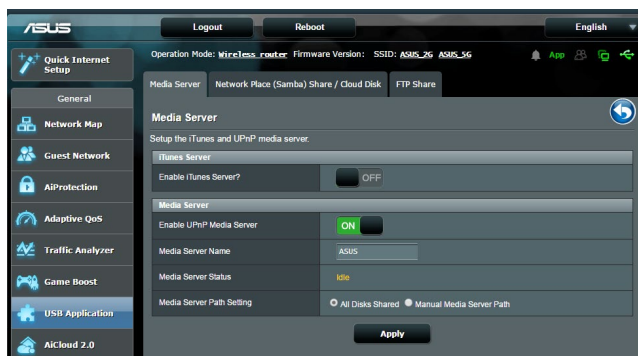 ASUS
Logout
Reboot
English
Quick Internet
Setup
Operation Mode: Wireless router Firmware Version: SSID: ASUS_2G ASUS_5G
App
General
Network Map
Guest Network
AiProtection
Adaptive QoS
Traffic Analyzer
Game Boost
USB Application
AiCloud 2.0
Media Server
Network Place (Samba) Share / Cloud Disk
FTP Share
Media Server
Setup the iTunes and UPnP media server.
iTunes Server
Enable iTunes Server?
OFF
Media Server
Enable UPnP Media Server
ON
Media Server Name
ASUS
Media Server Status
Idle
Media Server Path Setting
All Disks Shared Manual Media Server Path
Apply